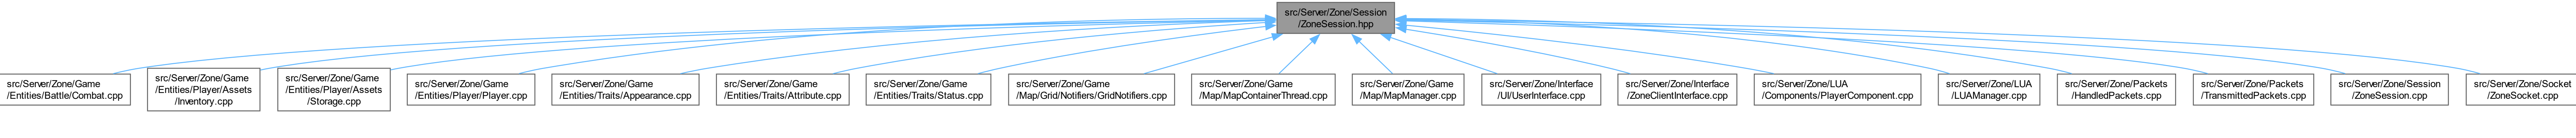 src/Server/Zone/Session
/ZoneSession.hpp
src/Server/Zone/Game
/Entities/Battle/Combat.cpp
src/Server/Zone/Game
/Entities/Player/Assets
/Inventory.cpp
src/Server/Zone/Game
/Entities/Player/Assets
/Storage.cpp
src/Server/Zone/Game
/Entities/Player/Player.cpp
src/Server/Zone/Game
/Entities/Traits/Appearance.cpp
src/Server/Zone/Game
/Entities/Traits/Attribute.cpp
src/Server/Zone/Game
/Entities/Traits/Status.cpp
src/Server/Zone/Game
/Map/Grid/Notifiers/GridNotifiers.cpp
src/Server/Zone/Game
/Map/MapContainerThread.cpp
src/Server/Zone/Game
/Map/MapManager.cpp
src/Server/Zone/Interface
/UI/UserInterface.cpp
src/Server/Zone/Interface
/ZoneClientInterface.cpp
src/Server/Zone/LUA
/Components/PlayerComponent.cpp
src/Server/Zone/LUA
/LUAManager.cpp
src/Server/Zone/Packets
/HandledPackets.cpp
src/Server/Zone/Packets
/TransmittedPackets.cpp
src/Server/Zone/Session
/ZoneSession.cpp
src/Server/Zone/Socket
/ZoneSocket.cpp